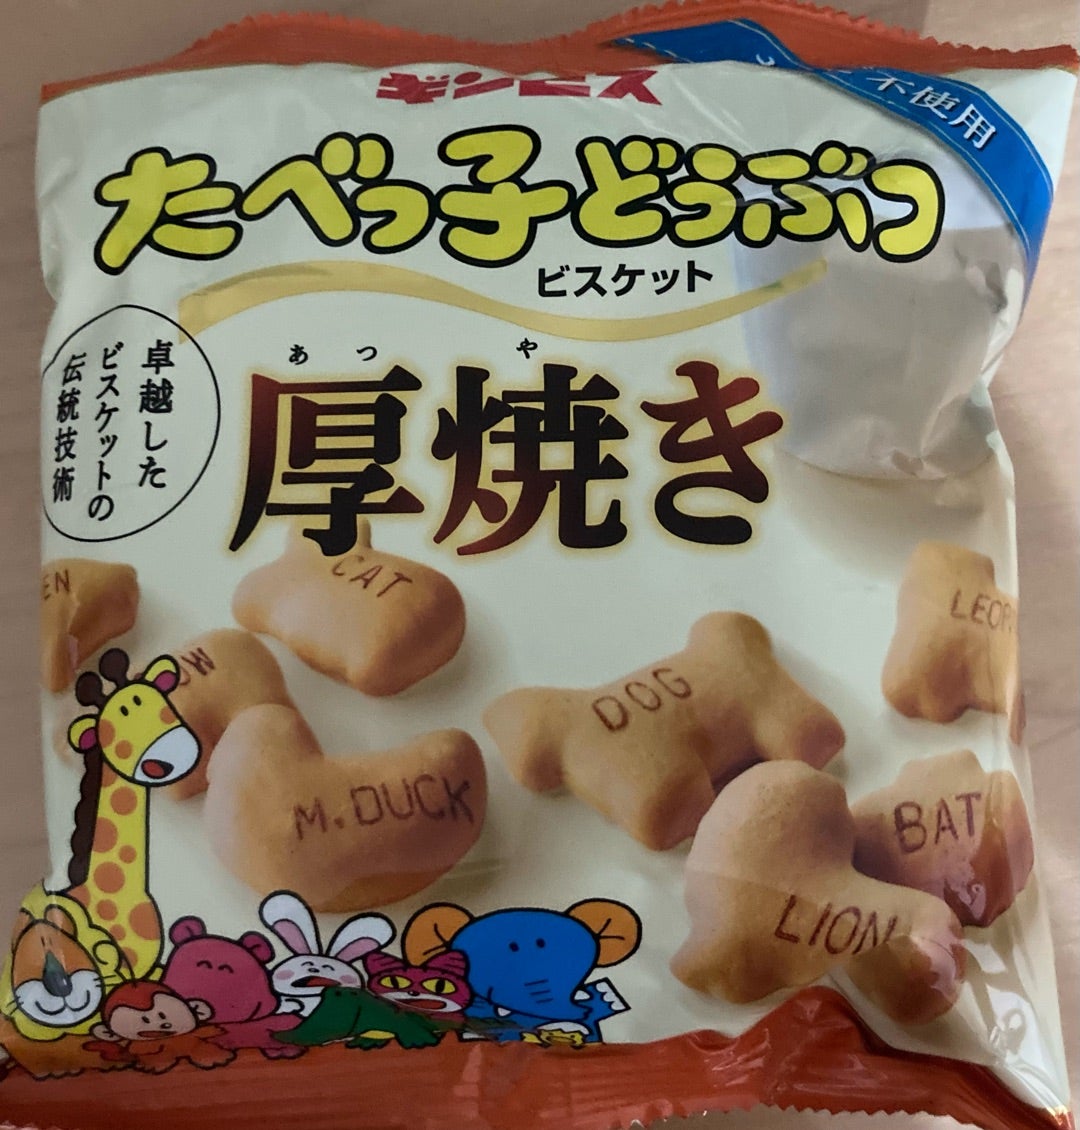 ギンビス
不使用
たべっ子どうぶつ
ビスケット
あつや
厚焼き
卓越した
ビスケットの
伝統技術
EN
CAT
LEOP
OW
DOG
M.DUCK
BAT
LION